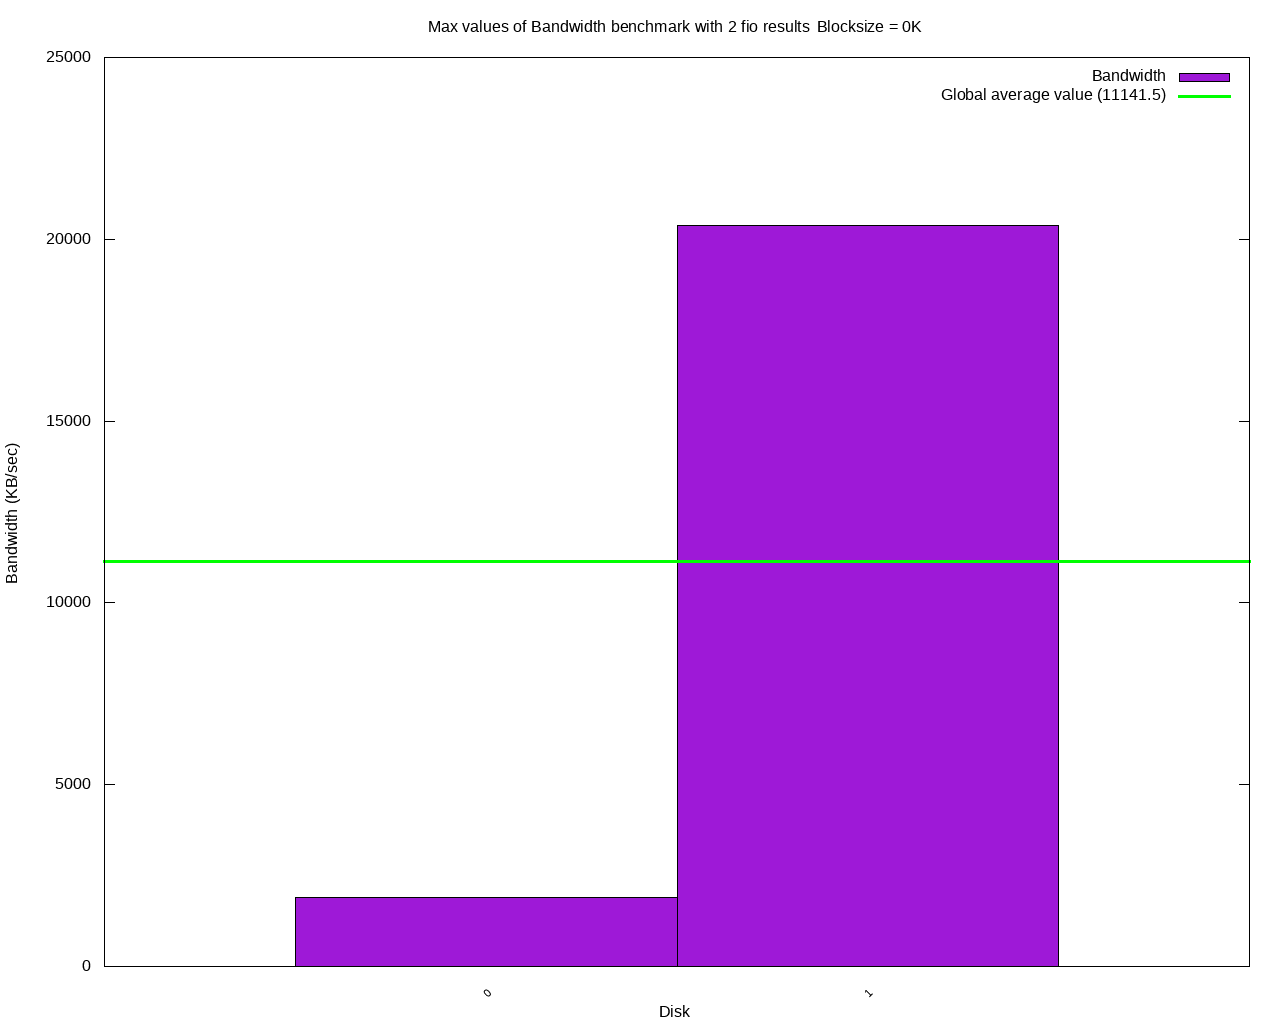 Max values of Bandwidth benchmark with 2 fio results  Blocksize = 0K
25000
Bandwidth
Global average value (11141.5)
20000
15000
Bandwidth (KB/sec)
10000
5000
0
0
1
Disk